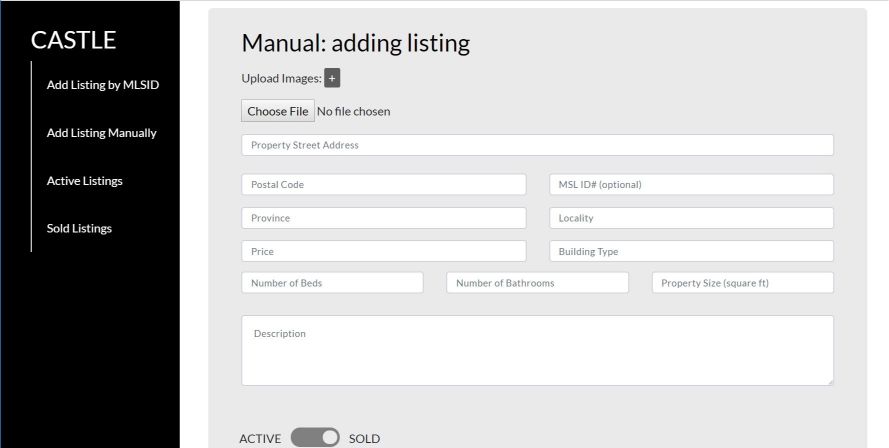 CASTLE
Add Listing by MLSID
Add Listing Manually
Active Listings
Sold Listings
Manual: adding listing
Upload Images: +
Choose File No file chosen
Property Street Address
Postal Code MSL ID# (optional)
Province Locality
Price Building Type
Number of Beds Number of Bathrooms Property Size (square ft)
Description
ACTIVE SOLD